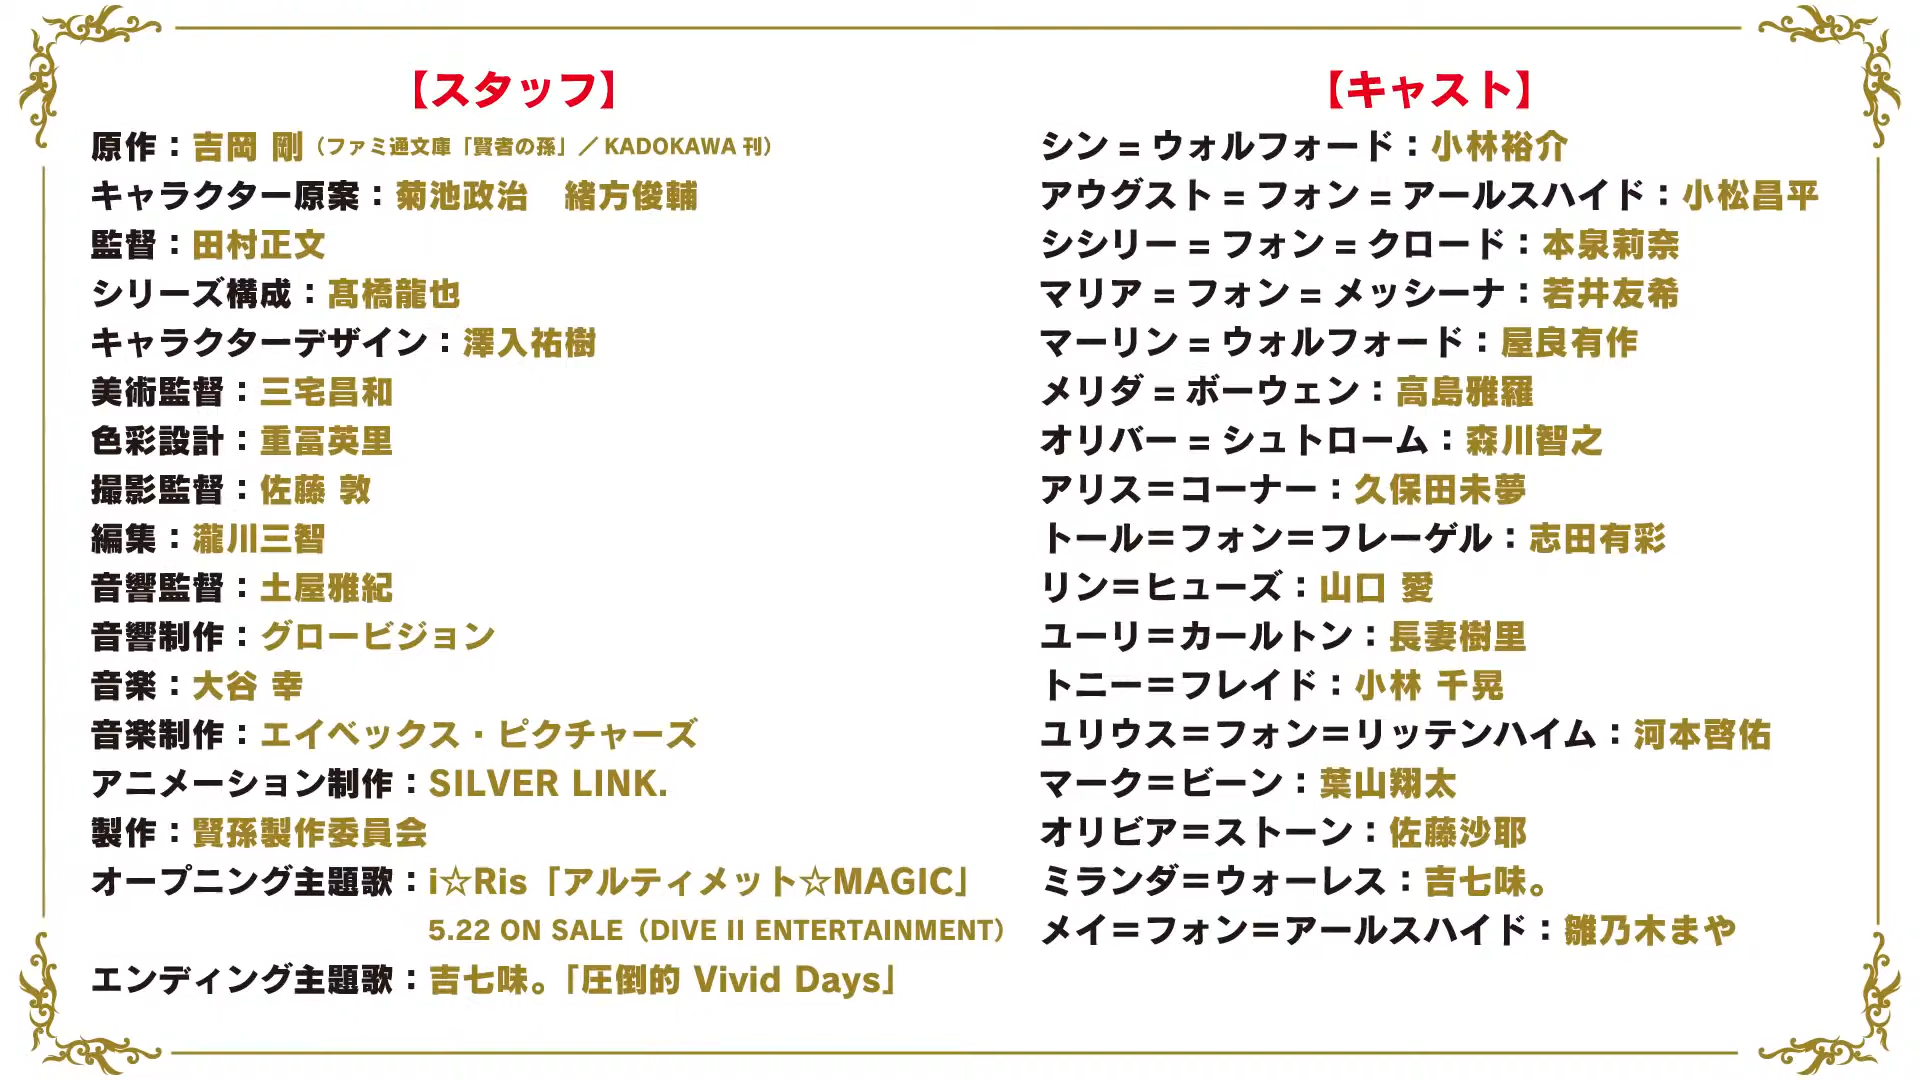 【スタッフ】
原作：吉岡 剛（ファミ通文庫「賢者の孫」／KADOKAWA 刊）
キャラクター原案：菊池政治　緒方俊輔
監督：田村正文
シリーズ構成：髙橋龍也
キャラクターデザイン：澤入祐樹
美術監督：三宅昌和
色彩設計：重冨英里
撮影監督：佐藤 敦
編集：瀧川三智
音響監督：土屋雅紀
音響制作：グロービジョン
音楽：大谷 幸
音楽制作：エイベックス・ピクチャーズ
アニメーション制作：SILVER LINK.
製作：賢孫製作委員会
オープニング主題歌：i☆Ris「アルティメット☆MAGIC」
5.22 ON SALE（DIVE II ENTERTAINMENT）
エンディング主題歌：吉七味。「圧倒的 Vivid Days」
【キャスト】
シン＝ウォルフォード：小林裕介
アウグスト＝フォン＝アールスハイド：小松昌平
シシリー＝フォン＝クロード：本泉莉奈
マリア＝フォン＝メッシーナ：若井友希
マーリン＝ウォルフォード：屋良有作
メリダ＝ボーウェン：高島雅羅
オリバー＝シュトローム：森川智之
アリス＝コーナー：久保田未夢
トール＝フォン＝フレーゲル：志田有彩
リン＝ヒューズ：山口 愛
ユーリ＝カールトン：長妻樹里
トニー＝フレイド：小林 千晃
ユリウス＝フォン＝リッテンハイム：河本啓佑
マーク＝ビーン：葉山翔太
オリビア＝ストーン：佐藤沙耶
ミランダ＝ウォーレス：吉七味。
メイ＝フォン＝アールスハイド：雛乃木まや